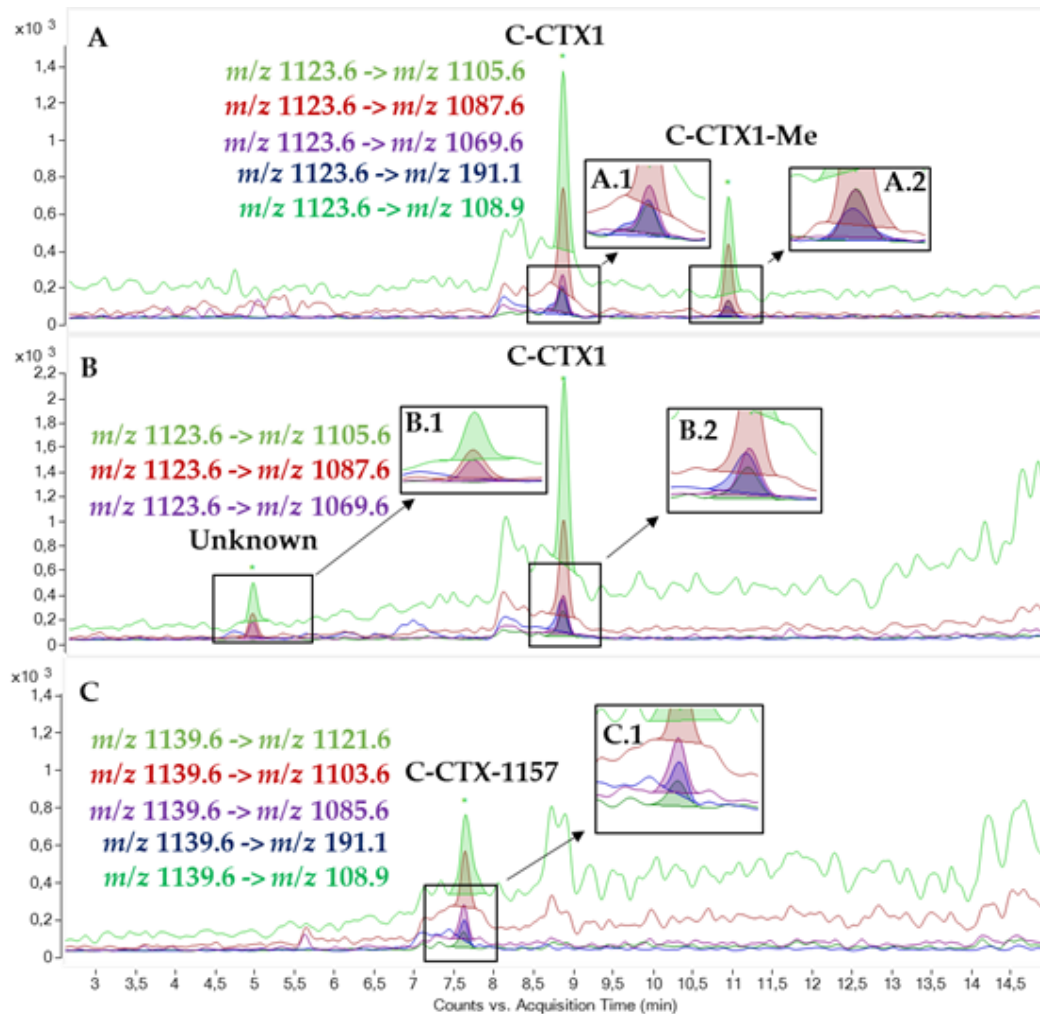 ×10 3
A
C-CTX1
1,4
1,2
1
0,8
0,6
0,4
0,2
0
m/z 1123.6 -> m/z 1105.6
m/z 1123.6 -> m/z 1087.6
m/z 1123.6 -> m/z 1069.6
m/z 1123.6 -> m/z 191.1
m/z 1123.6 -> m/z 108.9
C-CTX1-Me
A.1
A.2
×10 3
B
C-CTX1
2,2
2
1,8
1,6
1,4
1,2
1
0,8
0,6
0,4
0,2
0
m/z 1123.6 -> m/z 1105.6
m/z 1123.6 -> m/z 1087.6
m/z 1123.6 -> m/z 1069.6
B.1
B.2
Unknown
×10 3
C
1,4
1,2
1
0,8
0,6
0,4
0,2
0
m/z 1139.6 -> m/z 1121.6
m/z 1139.6 -> m/z 1103.6
m/z 1139.6 -> m/z 1085.6
m/z 1139.6 -> m/z 191.1
m/z 1139.6 -> m/z 108.9
C-CTX-1157
C.1
3 3,5 4 4,5 5 5,5 6 6,5 7 7,5 8 8,5 9 9,5 10 10,5 11 11,5 12 12,5 13 13,5 14 14,5
Counts vs. Acquisition Time (min)